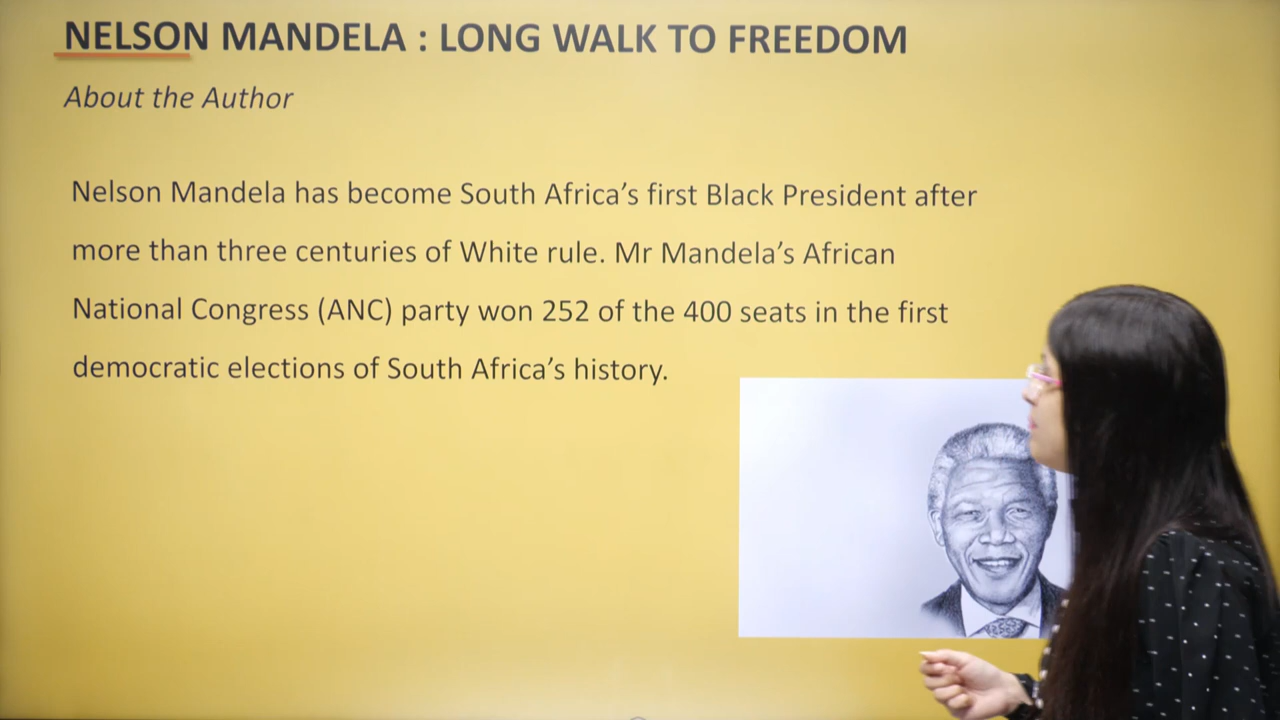 NELSON MANDELA : LONG WALK TO FREEDOM
About the Author
Nelson Mandela has become South Africa’s first Black President after
more than three centuries of White rule. Mr Mandela’s African
National Congress (ANC) party won 252 of the 400 seats in the first
democratic elections of South Africa’s history.